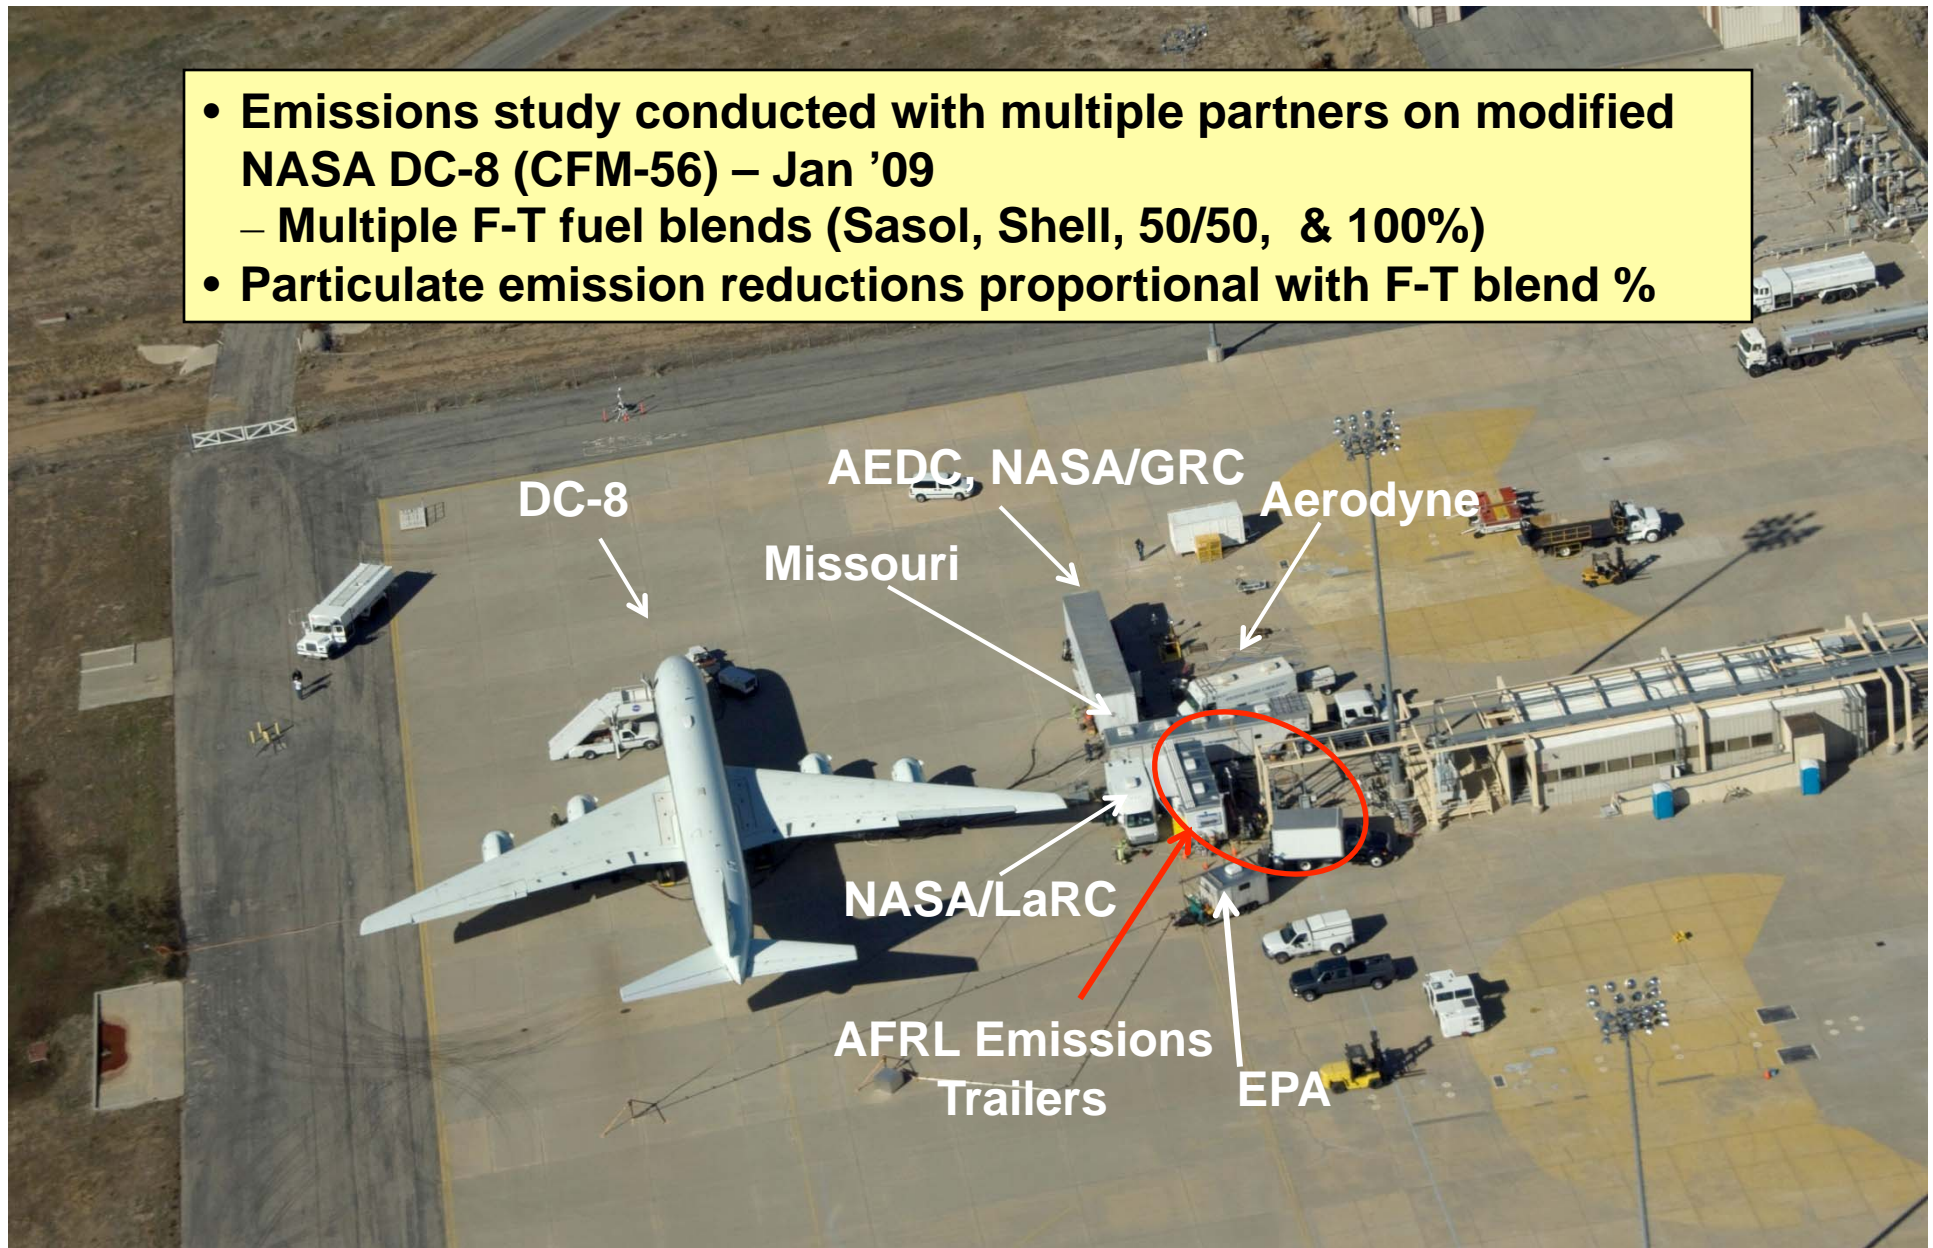 • Emissions study conducted with multiple partners on modified
NASA DC-8 (CFM-56) – Jan ’09
– Multiple F-T fuel blends (Sasol, Shell, 50/50, & 100%)
• Particulate emission reductions proportional with F-T blend %
AEDC, NASA/GRC
DC-8
Aerodyne
Missouri
NASA/LaRC
AFRL Emissions
Trailers
EPA